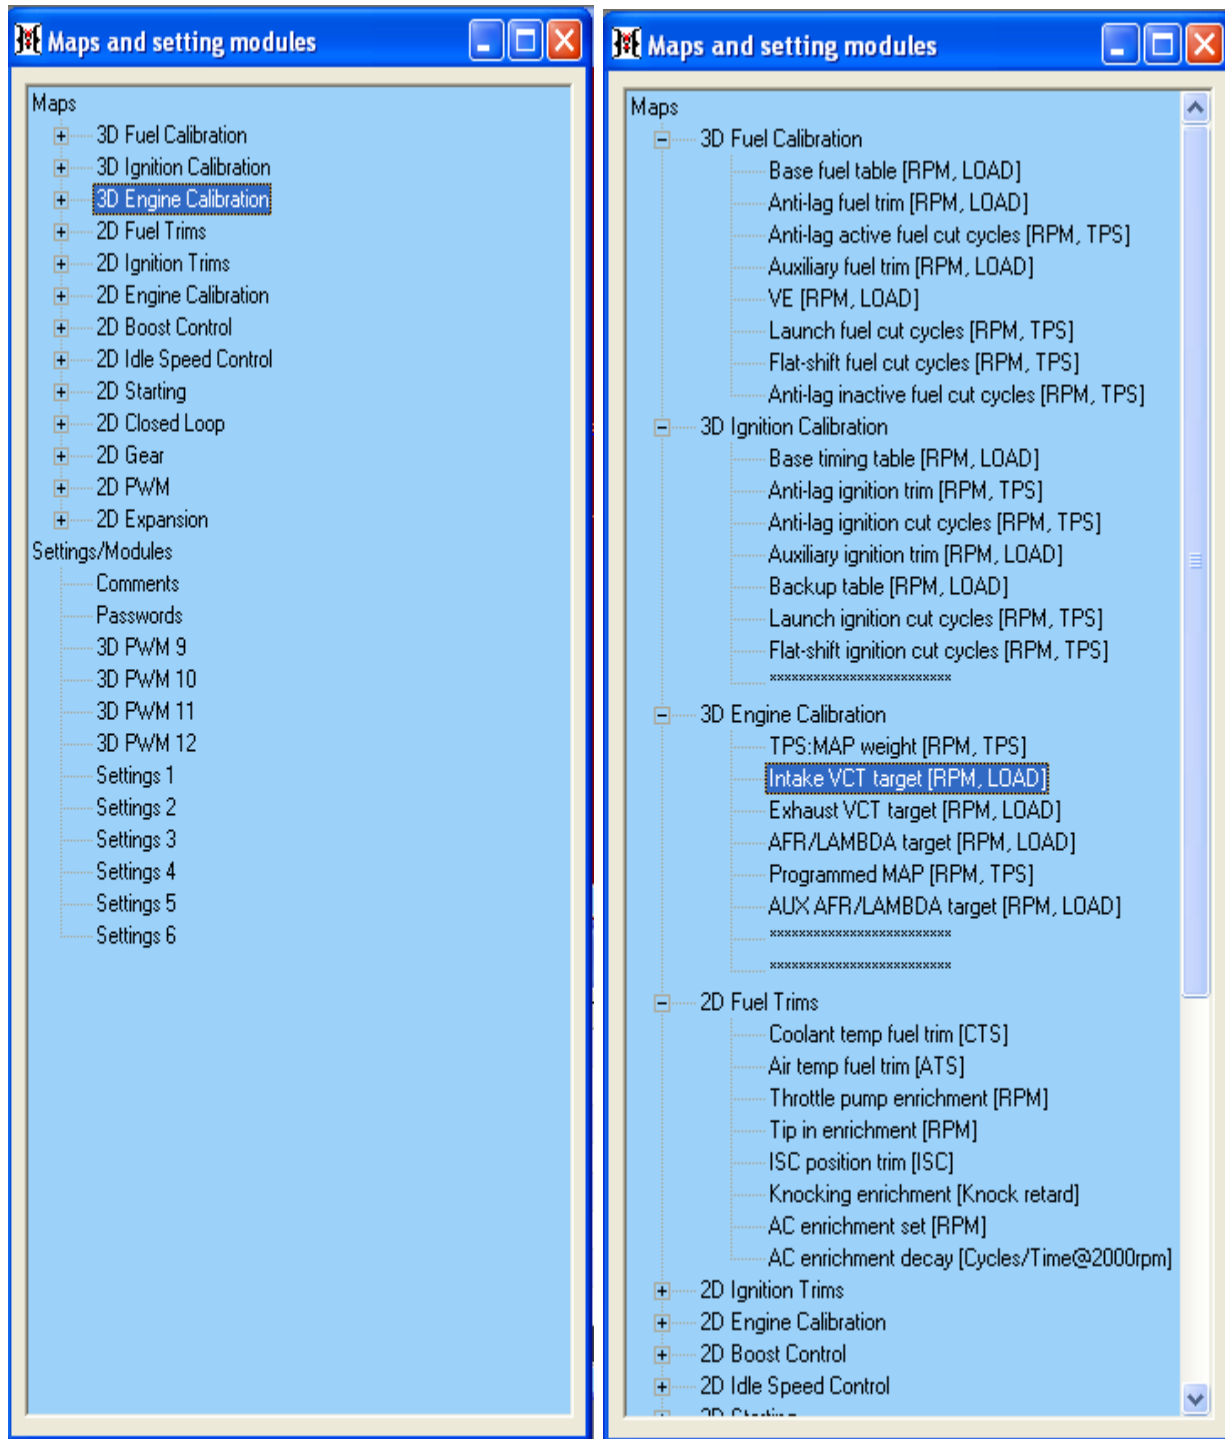 Maps and setting modules
Maps
3D Fuel Calibration
3D Ignition Calibration
3D Engine Calibration
2D Fuel Trims
2D Ignition Trims
2D Engine Calibration
2D Boost Control
2D Idle Speed Control
2D Starting
2D Closed Loop
2D Gear
2D PWM
2D Expansion
Settings/Modules
Comments
Passwords
3D PWM 9
3D PWM 10
3D PWM 11
3D PWM 12
Settings 1
Settings 2
Settings 3
Settings 4
Settings 5
Settings 6
Maps and setting modules
Maps
3D Fuel Calibration
Base fuel table [RPM, LOAD]
Anti-lag fuel trim [RPM, LOAD]
Anti-lag active fuel cut cycles [RPM, TPS]
Auxiliary fuel trim [RPM, LOAD]
VE [RPM, LOAD]
Launch fuel cut cycles [RPM, TPS]
Flat-shift fuel cut cycles [RPM, TPS]
Anti-lag inactive fuel cut cycles [RPM, TPS]
3D Ignition Calibration
Base timing table [RPM, LOAD]
Anti-lag ignition trim [RPM, TPS]
Anti-lag ignition cut cycles [RPM, TPS]
Auxiliary ignition trim [RPM, LOAD]
Backup table [RPM, LOAD]
Launch ignition cut cycles [RPM, TPS]
Flat-shift ignition cut cycles [RPM, TPS]
*************************
3D Engine Calibration
TPS:MAP weight [RPM, TPS]
Intake VCT target [RPM, LOAD]
Exhaust VCT target [RPM, LOAD]
AFR/LAMBDA target [RPM, LOAD]
Programmed MAP [RPM, TPS]
AUX AFR/LAMBDA target [RPM, LOAD]
*************************
*************************
2D Fuel Trims
Coolant temp fuel trim [CTS]
Air temp fuel trim [ATS]
Throttle pump enrichment [RPM]
Tip in enrichment [RPM]
ISC position trim [ISC]
Knocking enrichment [Knock retard]
AC enrichment set [RPM]
AC enrichment decay [Cycles/Time@2000rpm]
2D Ignition Trims
2D Engine Calibration
2D Boost Control
2D Idle Speed Control
2D Starting